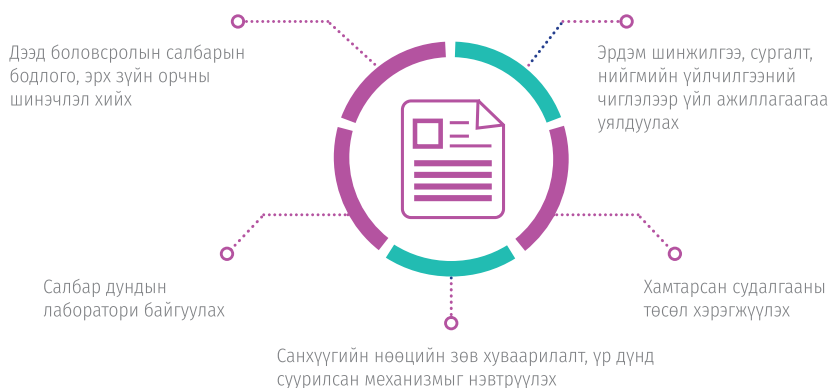 Дээд боловсролын салбарын
бодлого, эрх зүйн орчны
шинэчлэл хийх
Эрдэм шинжилгээ, сургалт,
нийгмийн үйлчилгээний
чиглэлээр үйл ажиллагаагаа
уялдуулах
Салбар дундын
лаборатори байгуулах
Хамтарсан судалгааны
төсөл хэрэгжүүлэх
Санхүүгийн нөөцийн зөв хуваарилалт, үр дүнд
суурилсан механизмыг нэвтрүүлэх